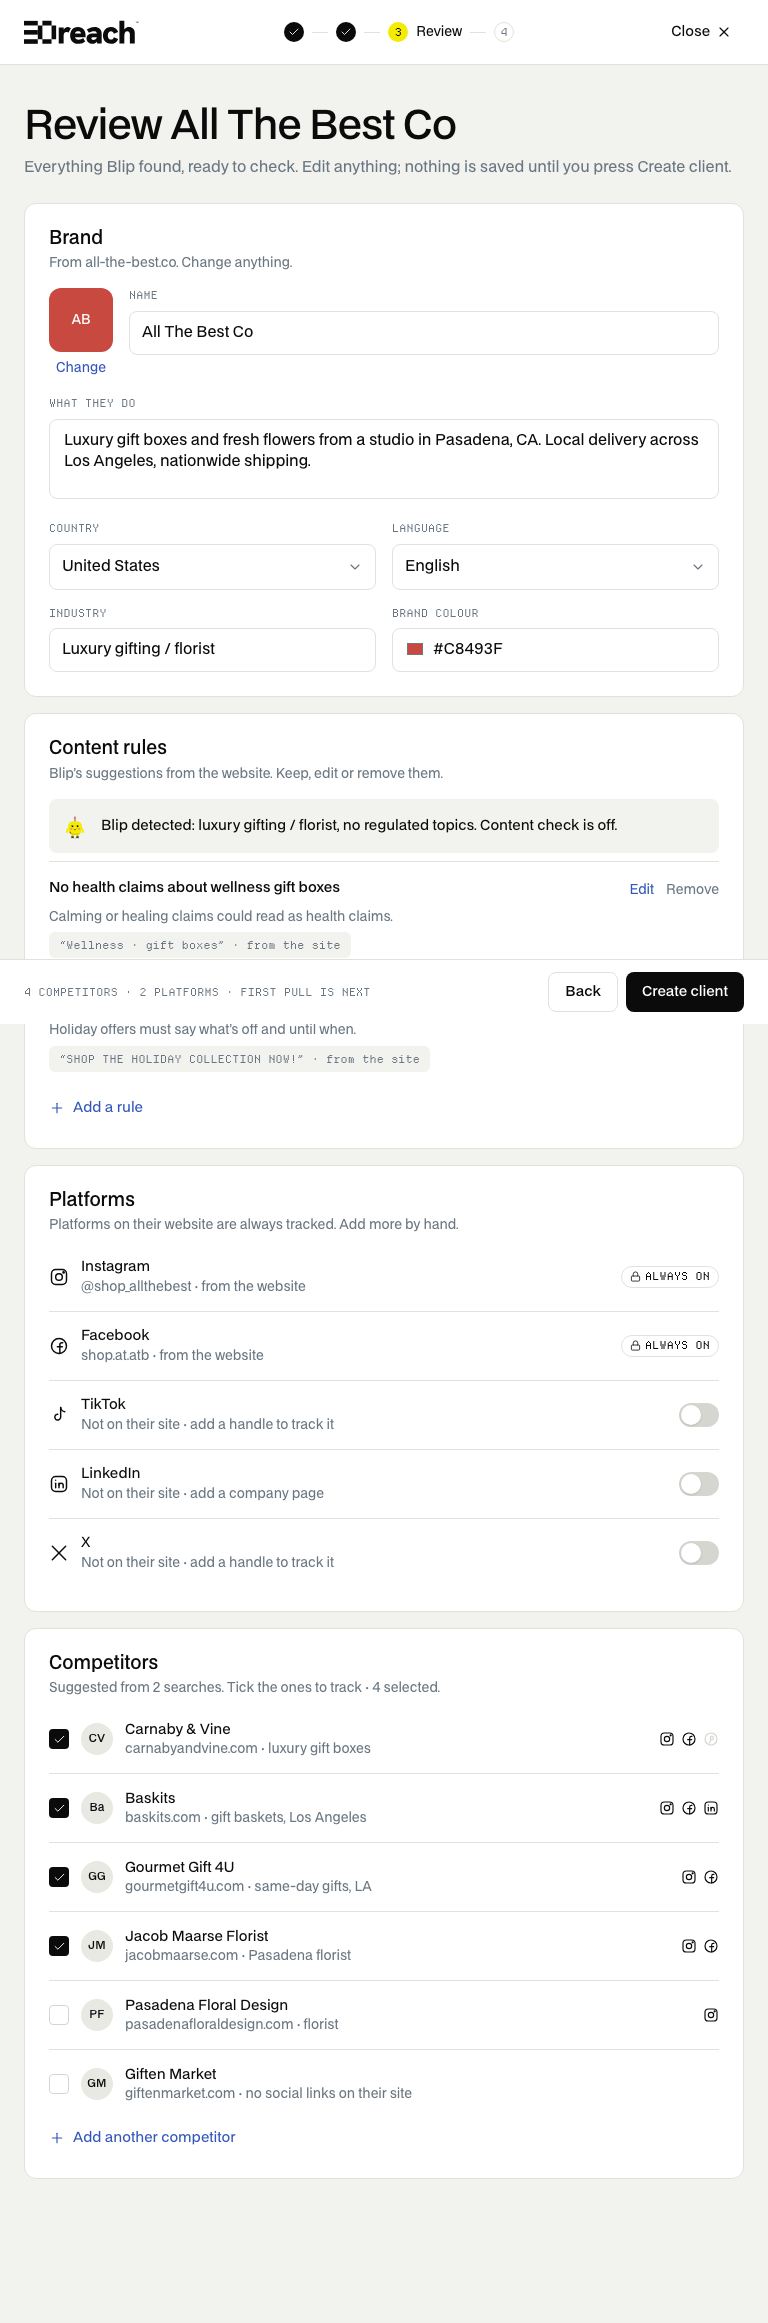 reach
3 Review
4
Close
Review All The Best Co
Everything Blip found, ready to check. Edit anything; nothing is saved until you press Create client.
Brand
From all-the-best.co. Change anything.
AB
Change
NAME
All The Best Co
WHAT THEY DO
Luxury gift boxes and fresh flowers from a studio in Pasadena, CA. Local delivery across
Los Angeles, nationwide shipping.
COUNTRY
United States
LANGUAGE
English
INDUSTRY
Luxury gifting / florist
BRAND COLOUR
#C8493F
Content rules
Blip's suggestions from the website. Keep, edit or remove them.
Blip detected: luxury gifting / florist, no regulated topics. Content check is off.
No health claims about wellness gift boxes
Edit Remove
Calming or healing claims could read as health claims.
“Wellness · gift boxes” · from the site
4 COMPETITORS · 2 PLATFORMS · FIRST PULL IS NEXT
Back
Create client
Holiday offers must say what's off and until when.
“SHOP THE HOLIDAY COLLECTION NOW!” · from the site
+ Add a rule
Platforms
Platforms on their website are always tracked. Add more by hand.
Instagram
@shop_allthebest · from the website
ALWAYS ON
Facebook
shop.at.atb · from the website
ALWAYS ON
TikTok
Not on their site · add a handle to track it
LinkedIn
Not on their site · add a company page
X
Not on their site · add a handle to track it
Competitors
Suggested from 2 searches. Tick the ones to track · 4 selected.
CV
Carnaby & Vine
carnabyandvine.com · luxury gift boxes
Ba
Baskits
baskits.com · gift baskets, Los Angeles
GG
Gourmet Gift 4U
gourmetgift4u.com · same-day gifts, LA
JM
Jacob Maarse Florist
jacobmaarse.com · Pasadena florist
PF
Pasadena Floral Design
pasadenafloraldesign.com · florist
GM
Giften Market
giftenmarket.com · no social links on their site
+ Add another competitor